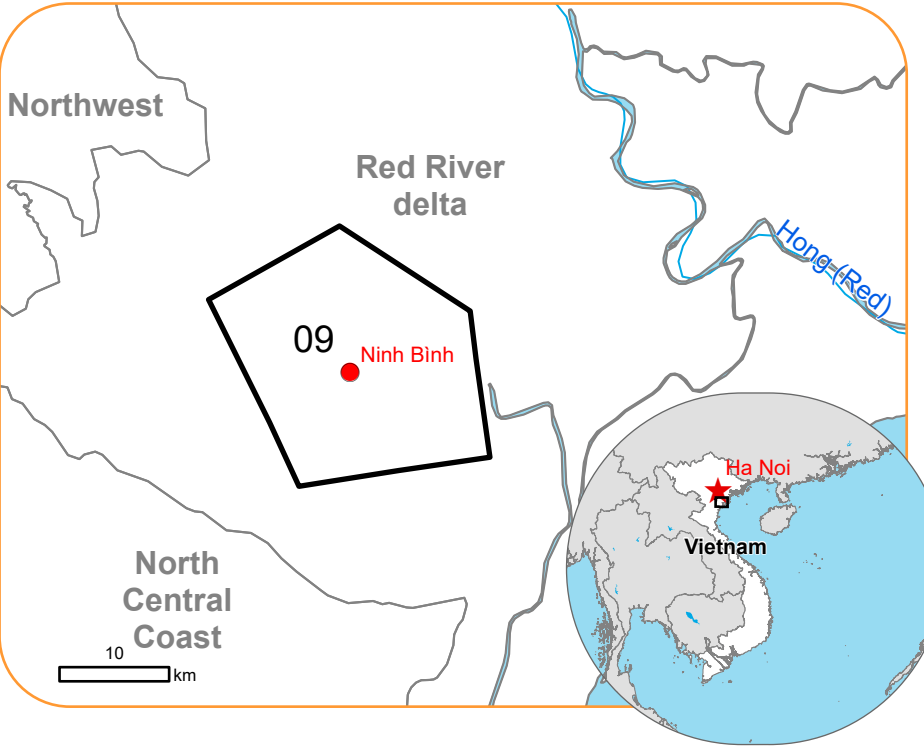 Northwest
Red River
delta
Hong (Red)
09
Ninh Bình
Ha Noi
Vietnam
North
Central
Coast
10
km